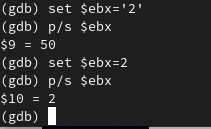 (gdb) set $ebx='2'
(gdb) p/s $ebx
$9 = 50
(gdb) set $ebx=2
(gdb) p/s $ebx
$10 = 2
(gdb)